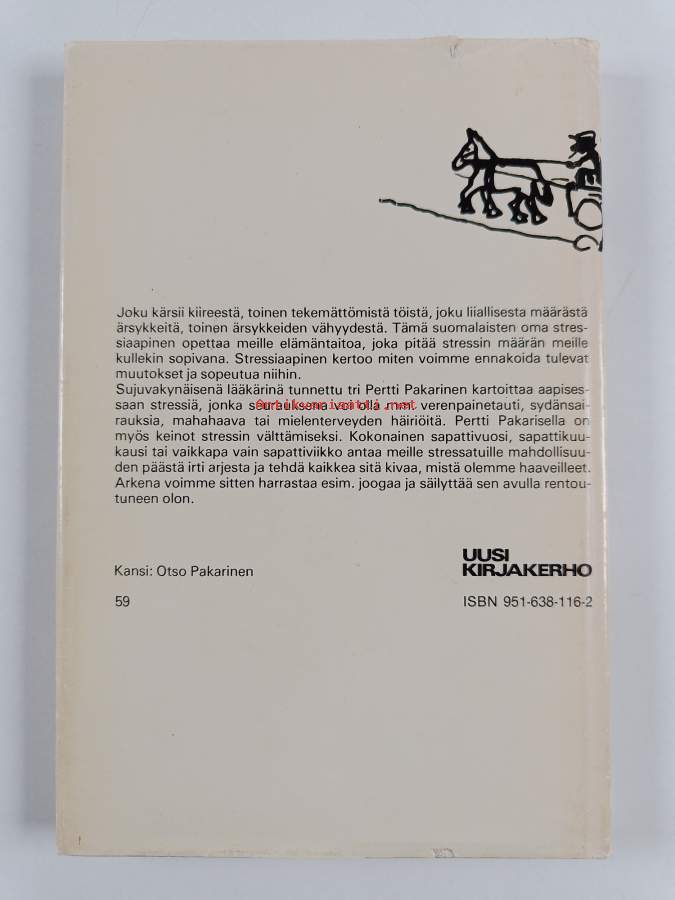 Joku kärsii kiireestä, toinen tekemättömistä töistä, joku liiallisesta määrästä
ärsykkeitä, toinen ärsykkeiden vähyydestä. Tämä suomalaisten oma stres-
siaapinen opettaa meille elämäntaitoa, joka pitää stressin määrän meille
kullekin sopivana. Stressiaapinen kertoo miten voimme ennakoida tulevat
muutokset ja sopeutua niihin.
Sujuvakynäisenä lääkärinä tunnettu tri Pertti Pakarinen kartoittaa aapises-
saan stressiä, jonka seurauksena voi olla mm. verenpainetauti, sydänsai-
rauksia, mahahaava tai mielenterveyden häiriöitä. Pertti Pakarisella on
myös keinot stressin välttämiseksi. Kokonainen sapattivuosi, sapattikuu-
kausi tai vaikkapa vain sapattiviikko antaa meille stressatuille mahdollisuu-
den päästä irti arjesta ja tehdä kaikkea sitä kivaa, mistä olemme haaveilleet.
Arkena voimme sitten harrastaa esim. joogaa ja säilyttää sen avulla rentou-
tuneen olon.
Kansi: Otso Pakarinen
UUSI
KIRJAKERHO
59
ISBN 951-638-116-2